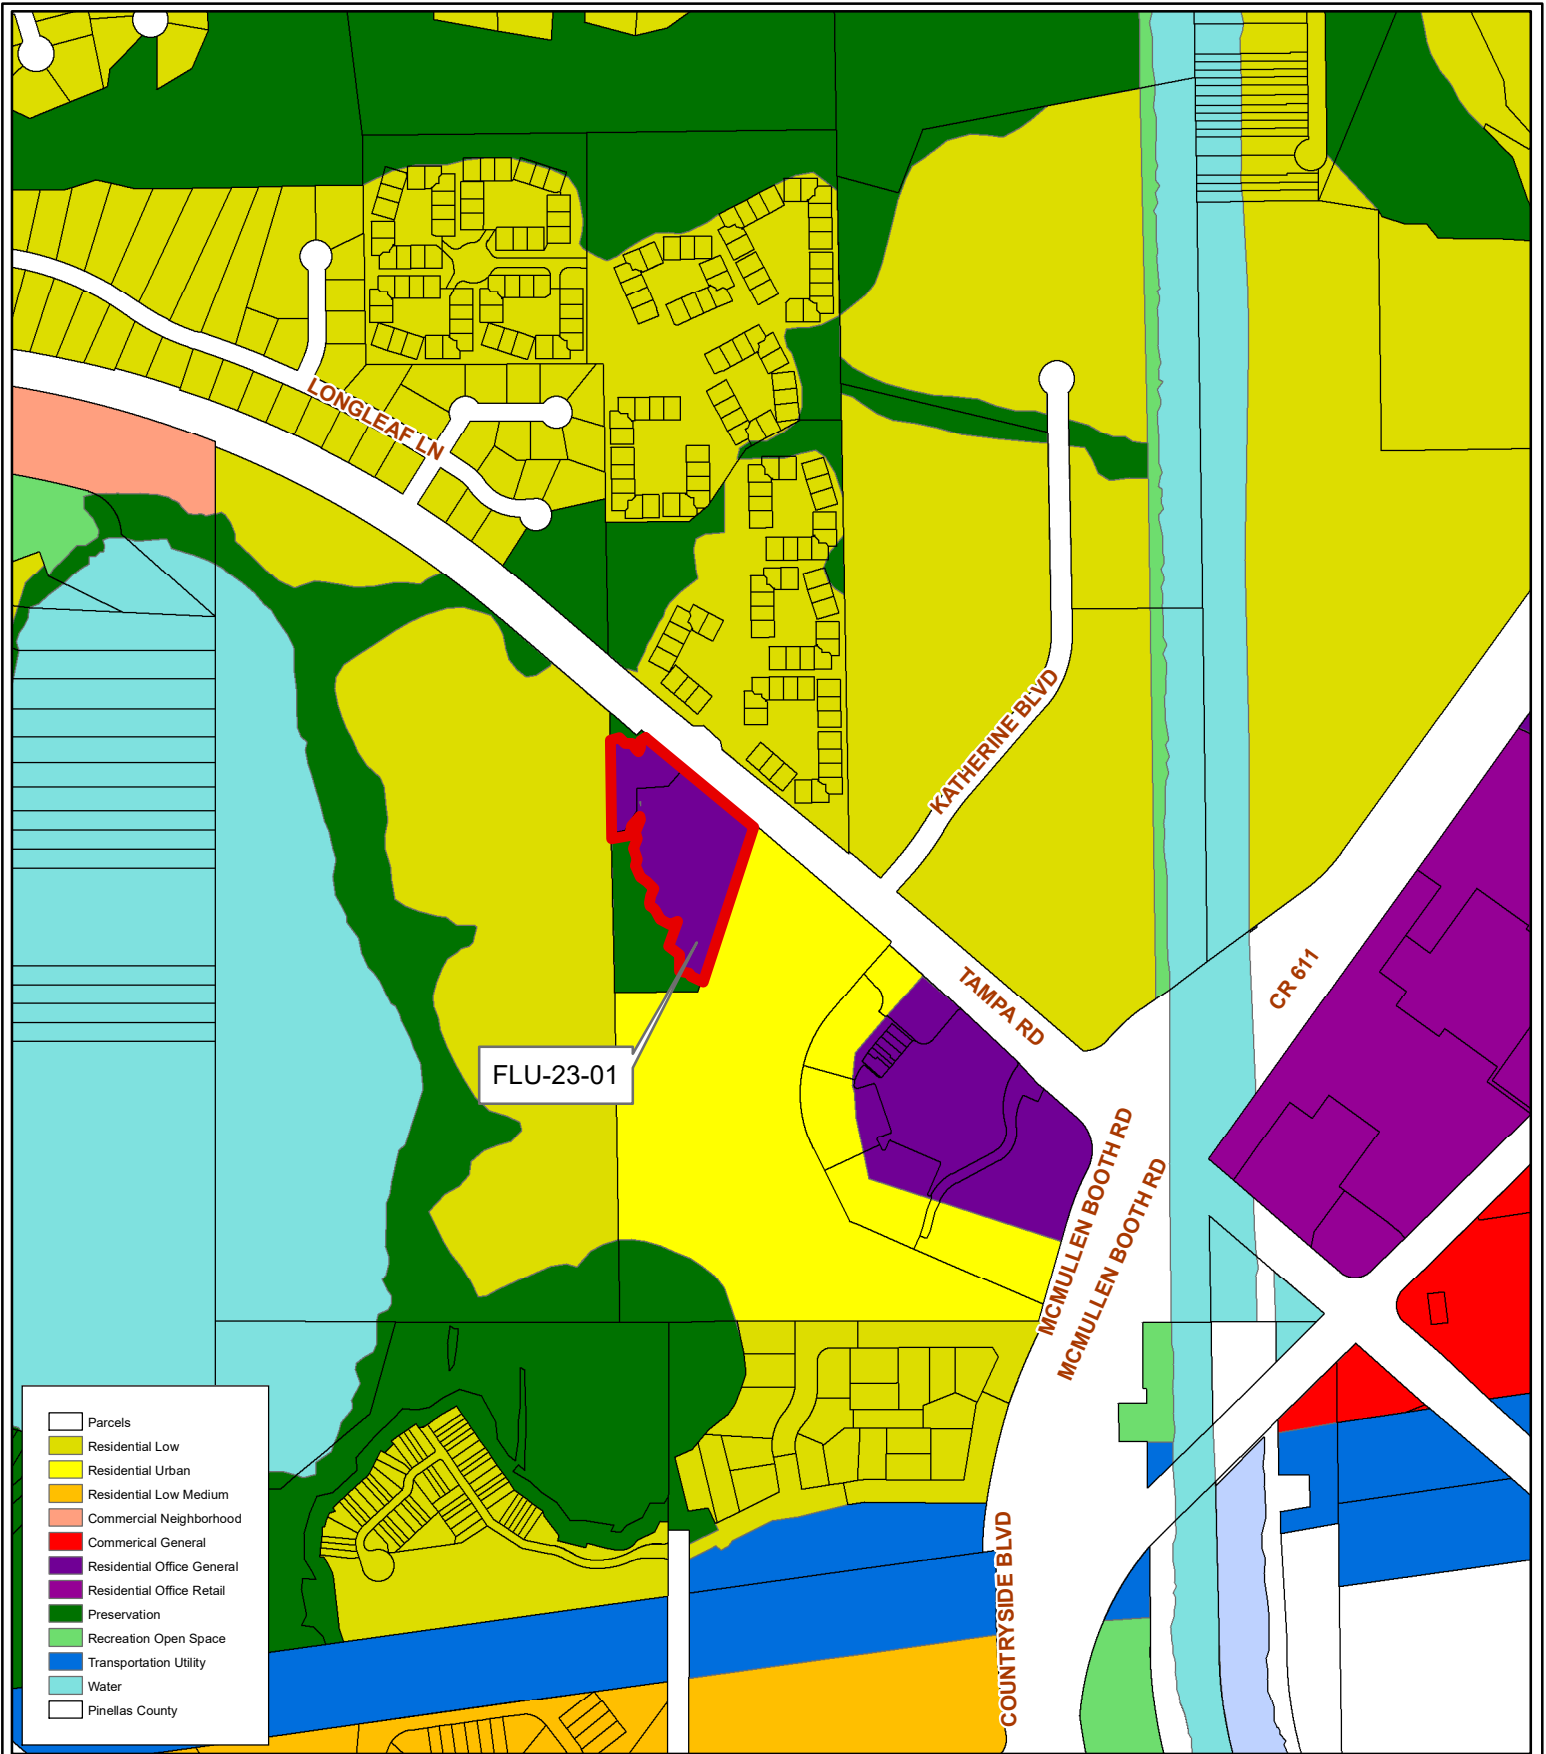 LONGLEAF LN
KATHERINE BLVD
TAMPA RD
CR 611
FLU-23-01
MCMULLEN BOOTH RD
MCMULLEN BOOTH RD
COUNTRYSIDE BLVD
Parcels
Residential Low
Residential Urban
Residential Low Medium
Commercial Neighborhood
Commerical General
Residential Office General
Residential Office Retail
Preservation
Recreation Open Space
Transportation Utility
Water
Pinellas County